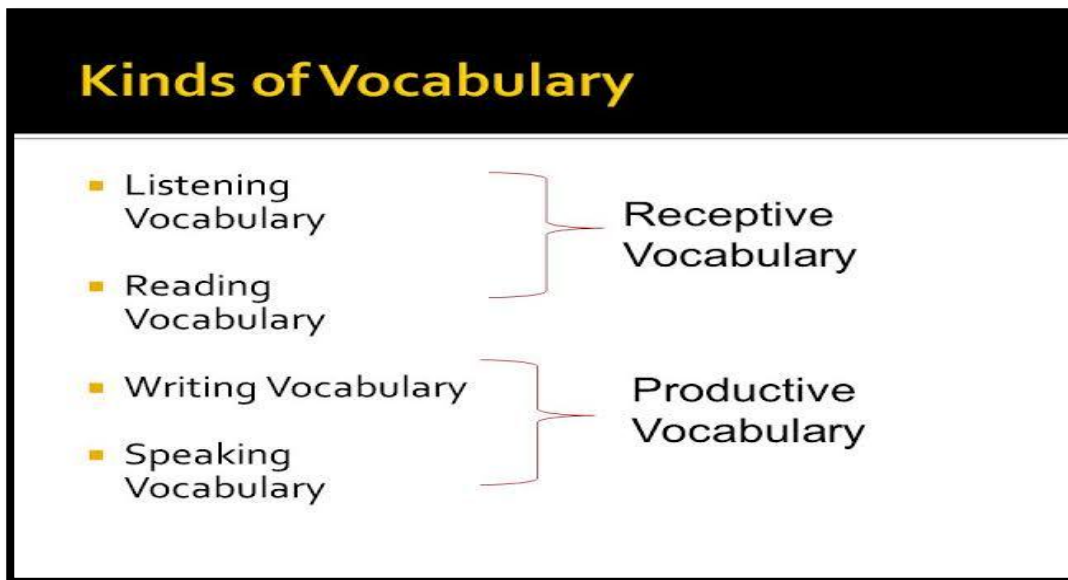 Kinds of Vocabulary
Listening
Vocabulary
Reading
Vocabulary
Receptive
Vocabulary
Writing Vocabulary
Speaking
Vocabulary
Productive
Vocabulary